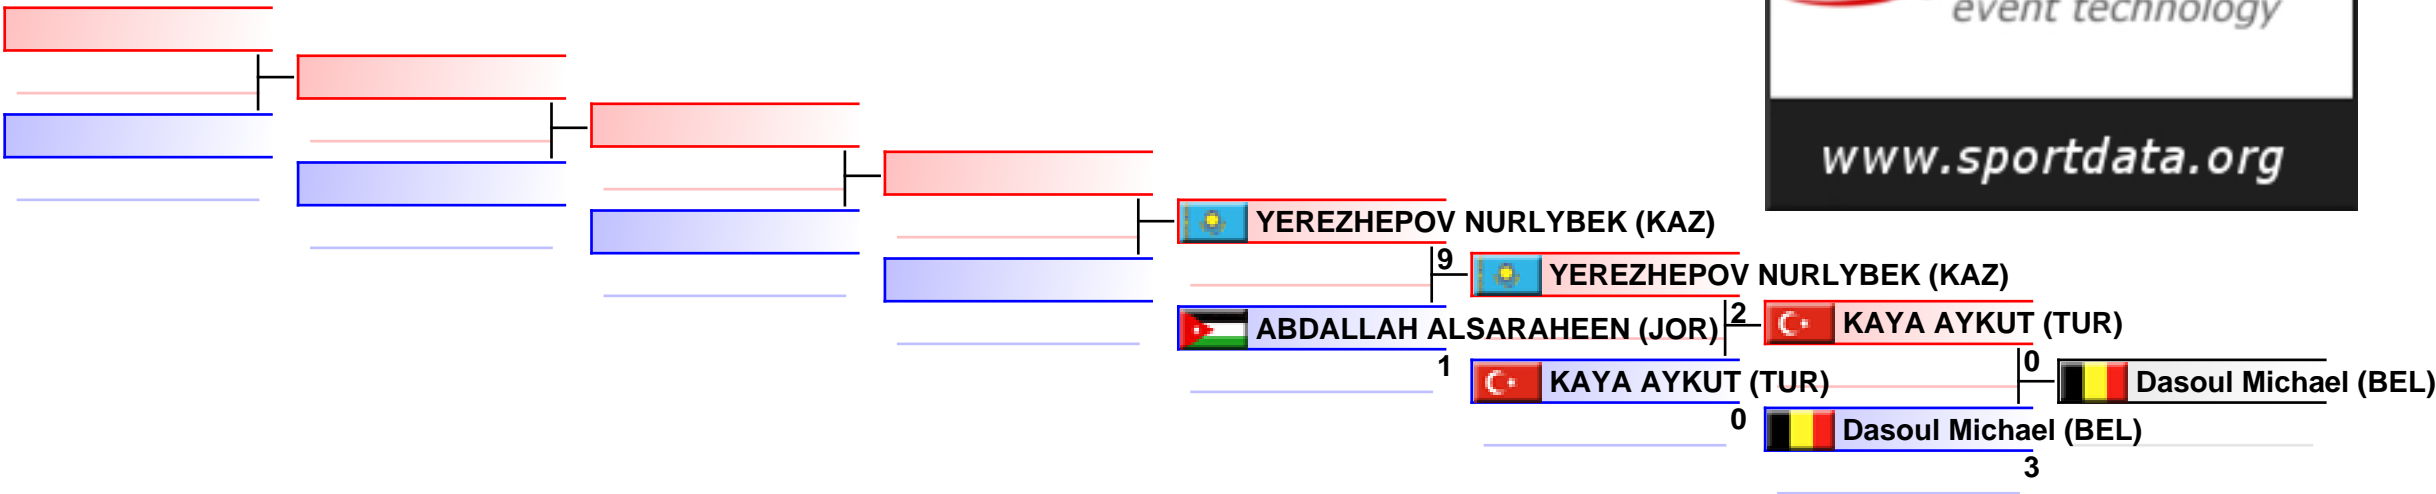 event technology
www.sportdata.org
YEREZHEPOV NURLYBEK (KAZ)
9
YEREZHEPOV NURLYBEK (KAZ)
ABDALLAH ALSARAHEEN (JOR)
2
KAYA AYKUT (TUR)
1
KAYA AYKUT (TUR)
0
Dasoul Michael (BEL)
0
Dasoul Michael (BEL)
3